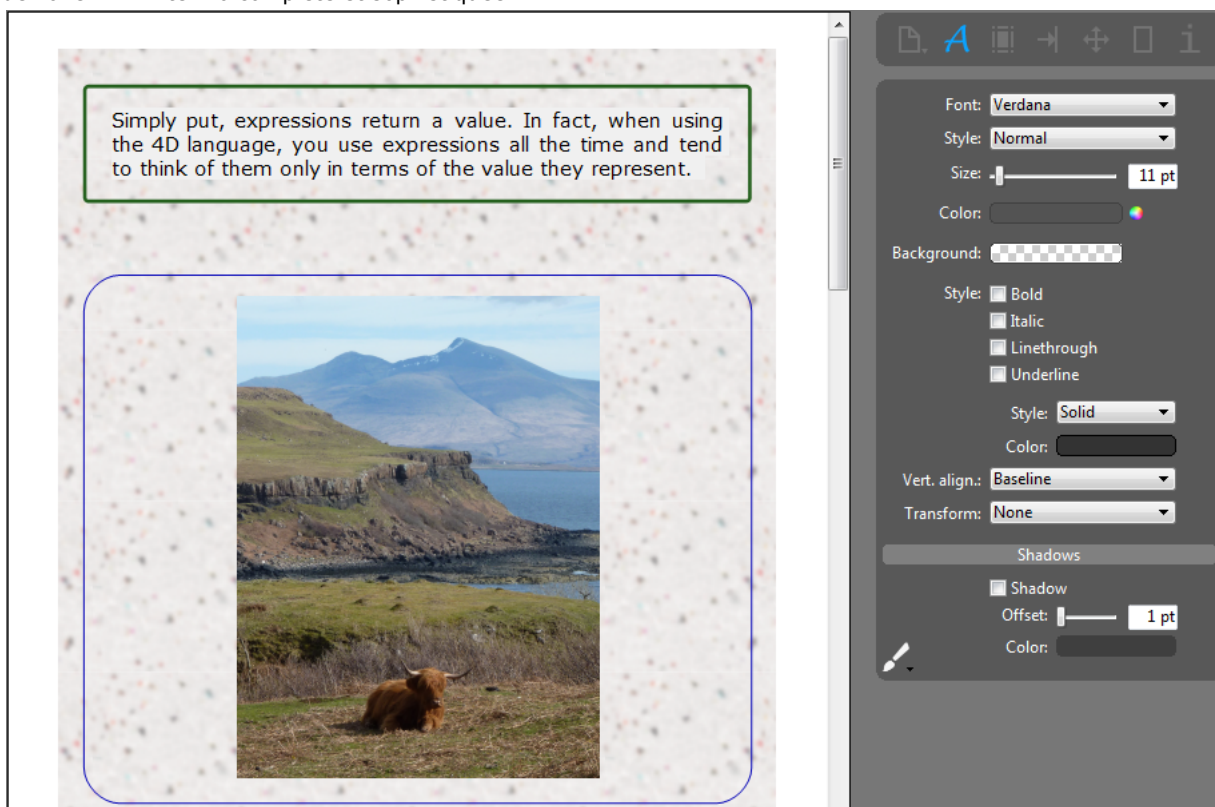 Simply put, expressions return a value. In fact, when using
the 4D language, you use expressions all the time and tend
to think of them only in terms of the value they represent.
Font: Verdana
Style: Normal
Size: 11 pt
Color:
Background:
Style: Bold
Italic
Linethrough
Underline
Style: Solid
Color:
Vert. align.: Baseline
Transform: None
Shadows
Shadow
Offset: 1 pt
Color: